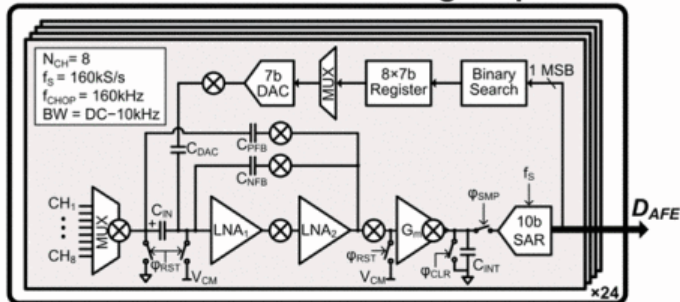 N_CH = 8
f_S = 160kS/s
f_CHOP = 160kHz
BW = DC−10kHz
7b
DAC
MUX
8×7b
Register
Binary
Search
1 MSB
C_DAC
C_PFB
C_NFB
f_S
φ_SMP
CH_1
CH_8
MUX
C_IN
+
LNA_1
LNA_2
G_m
10b
SAR
D_AFE
φ_RST
V_CM
φ_RST
V_CM
φ_CLR
C_INT
×24